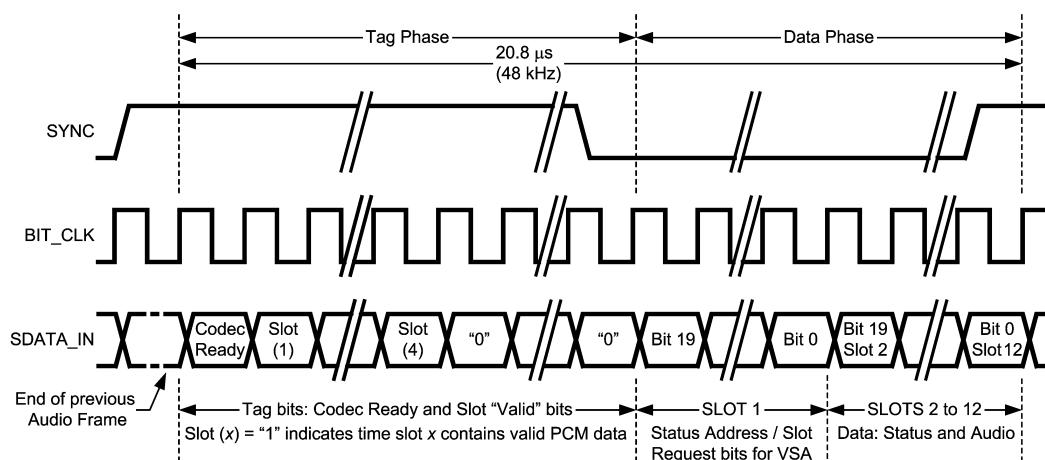 Tag Phase
Data Phase
20.8 μs
(48 kHz)
SYNC
BIT_CLK
SDATA_IN
Codec
Ready
Slot
(1)
Slot
(4)
“0”
“0”
Bit 19
Bit 0
Bit 19
Slot 2
Bit 0
Slot 12
End of previous
Audio Frame
Tag bits: Codec Ready and Slot “Valid” bits
Slot (x) = “1” indicates time slot x contains valid PCM data
SLOT 1
Status Address / Slot
Request bits for VSA
SLOTS 2 to 12
Data: Status and Audio